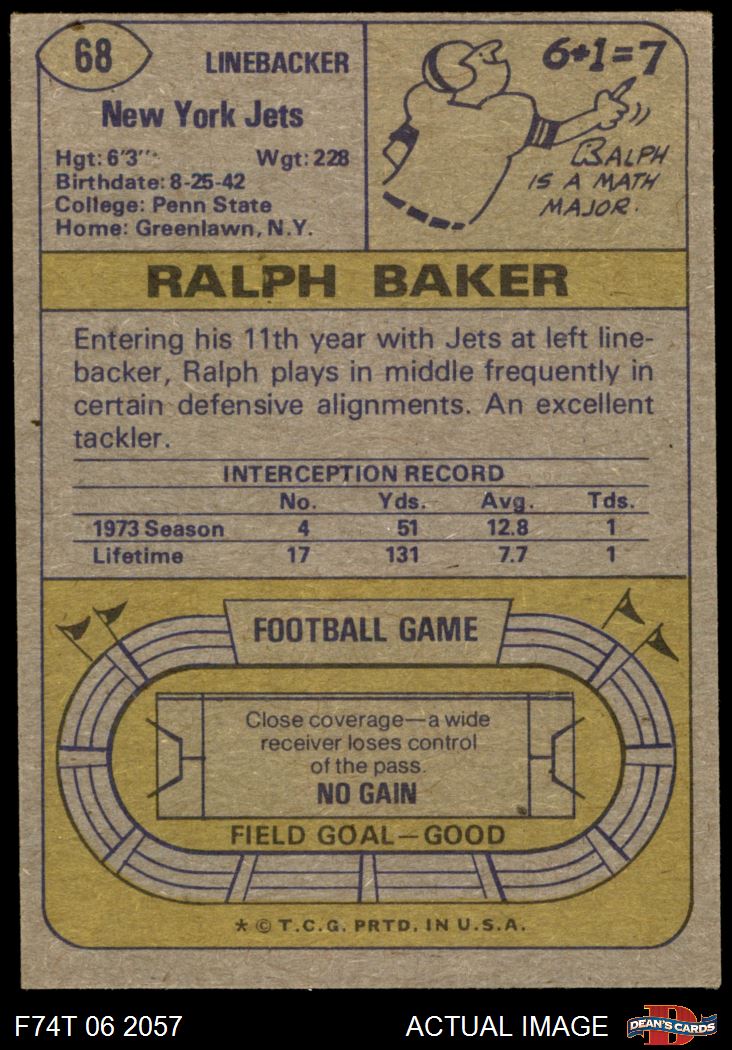 68
LINEBACKER
New York Jets
Hgt: 6'3" Wgt: 228
Birthdate: 8-25-42
College: Penn State
Home: Greenlawn, N.Y.
6+1=7
RALPH
IS A MATH
MAJOR.
RALPH BAKER
Entering his 11th year with Jets at left line-
backer, Ralph plays in middle frequently in
certain defensive alignments. An excellent
tackler.
INTERCEPTION RECORD
No. Yds. Avg. Tds.
1973 Season 4 51 12.8 1
Lifetime 17 131 7.7 1
FOOTBALL GAME
Close coverage—a wide
receiver loses control
of the pass.
NO GAIN
FIELD GOAL—GOOD
* © T.C.G. PRTD. IN U.S.A.
F74T 06 2057 ACTUAL IMAGE
D
DEAN'S CARDS